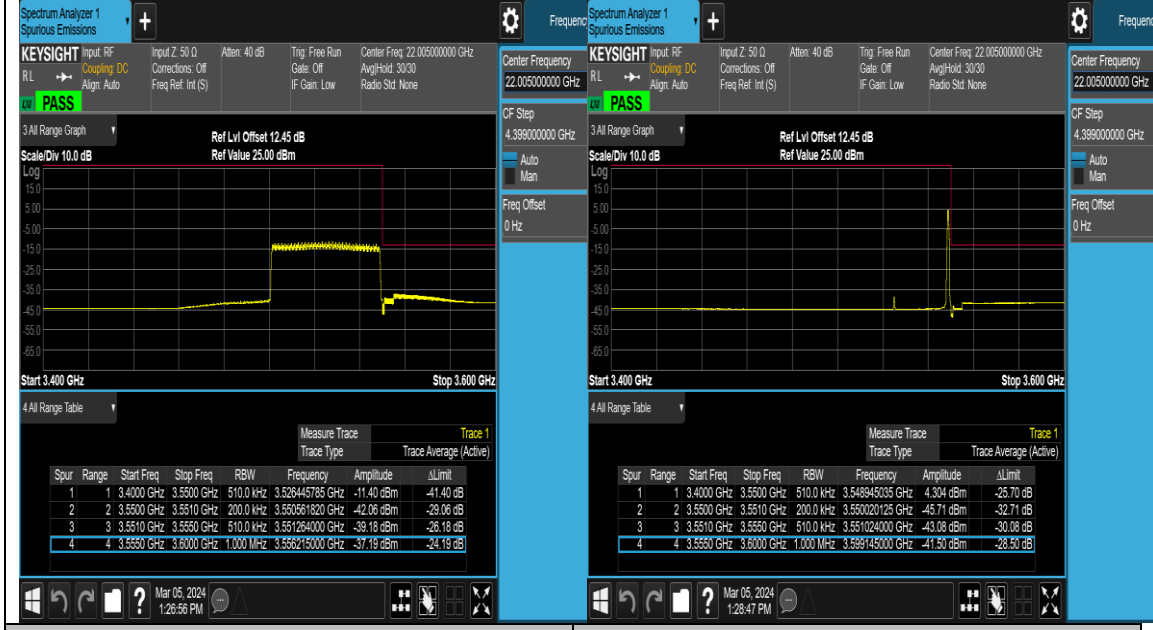 Spectrum Analyzer 1
Spurious Emissions
+
Frequenc
KEYSIGHT Input: RF Input Z: 50 Ω Atten: 40 dB Trig: Free Run Center Freq: 22.005000000 GHz
RL Coupling: DC Corrections: Off Gate: Off Avg|Hold: 30/30
Align: Auto Freq Ref: Int (S) IF Gain: Low Radio Std: None
PASS
Center Frequency
22.005000000 GHz
CF Step
4.399000000 GHz
Auto
Man
Freq Offset
0 Hz
3 All Range Graph
Ref Lvl Offset 12.45 dB
Scale/Div 10.0 dB Ref Value 25.00 dBm
Log
15.0
5.00
-5.00
-15.0
-25.0
-35.0
-45.0
-55.0
-65.0
Start 3.400 GHz Stop 3.600 GHz
4 All Range Table
Measure Trace Trace 1
Trace Type Trace Average (Active)
Spur Range Start Freq Stop Freq RBW Frequency Amplitude ΔLimit
1 1 3.4000 GHz 3.5500 GHz 510.0 kHz 3.526445785 GHz -11.40 dBm -41.40 dB
2 2 3.5500 GHz 3.5510 GHz 200.0 kHz 3.550561820 GHz -42.06 dBm -29.06 dB
3 3 3.5510 GHz 3.5550 GHz 510.0 kHz 3.551264000 GHz -39.18 dBm -26.18 dB
4 4 3.5550 GHz 3.6000 GHz 1.000 MHz 3.556215000 GHz -37.19 dBm -24.19 dB
?
Mar 05, 2024
1:26:56 PM
Spectrum Analyzer 1
Spurious Emissions
+
Frequenc
KEYSIGHT Input: RF Input Z: 50 Ω Atten: 40 dB Trig: Free Run Center Freq: 22.005000000 GHz
RL Coupling: DC Corrections: Off Gate: Off Avg|Hold: 30/30
Align: Auto Freq Ref: Int (S) IF Gain: Low Radio Std: None
PASS
Center Frequency
22.005000000 GHz
CF Step
4.399000000 GHz
Auto
Man
Freq Offset
0 Hz
3 All Range Graph
Ref Lvl Offset 12.45 dB
Scale/Div 10.0 dB Ref Value 25.00 dBm
Log
15.0
5.00
-5.00
-15.0
-25.0
-35.0
-45.0
-55.0
-65.0
Start 3.400 GHz Stop 3.600 GHz
4 All Range Table
Measure Trace Trace 1
Trace Type Trace Average (Active)
Spur Range Start Freq Stop Freq RBW Frequency Amplitude ΔLimit
1 1 3.4000 GHz 3.5500 GHz 510.0 kHz 3.548945035 GHz 4.304 dBm -25.70 dB
2 2 3.5500 GHz 3.5510 GHz 200.0 kHz 3.550020125 GHz -45.71 dBm -32.71 dB
3 3 3.5510 GHz 3.5550 GHz 510.0 kHz 3.551024000 GHz -43.08 dBm -30.08 dB
4 4 3.5550 GHz 3.6000 GHz 1.000 MHz 3.599145000 GHz -41.50 dBm -28.50 dB
?
Mar 05, 2024
1:28:47 PM